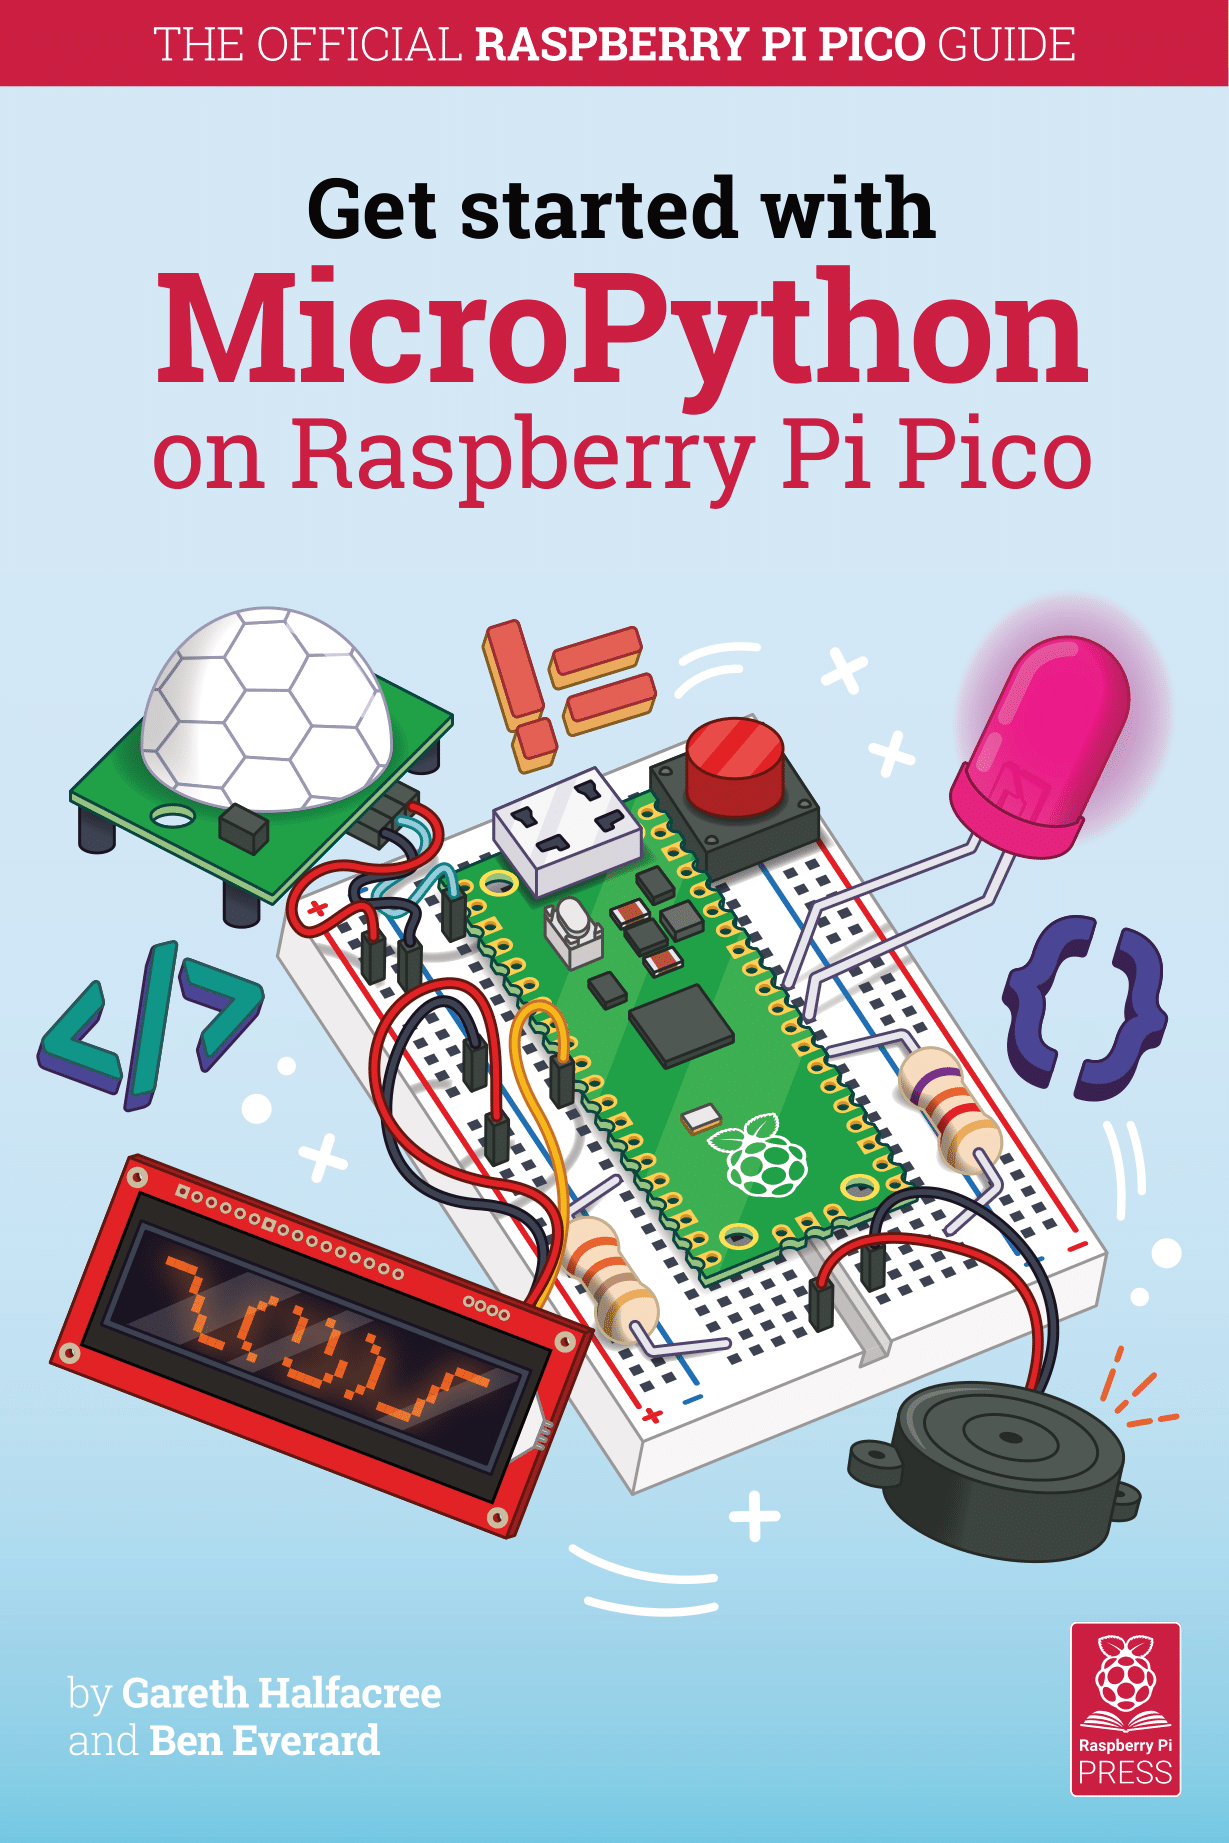 THE OFFICIAL RASPBERRY PI PICO GUIDE
Get started with
MicroPython
on Raspberry Pi Pico
!=
</>
{}
+
-
\(ツ)/
+
-
by Gareth Halfacree
and Ben Everard
Raspberry Pi
PRESS